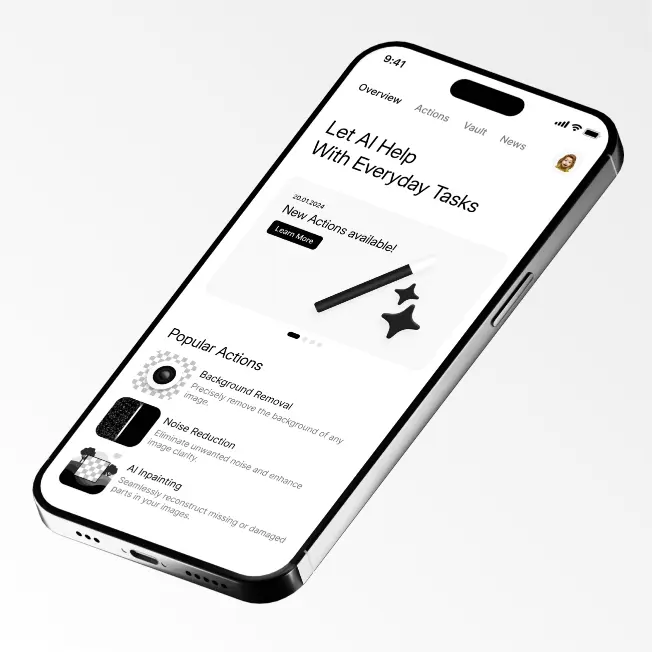 9:41
Overview
Actions
Vault
News
Let AI Help
With Everyday Tasks
20.01.2024
New Actions available!
Learn More
Popular Actions
Background Removal
Precisely remove the background of any
image.
Noise Reduction
Eliminate unwanted noise and enhance
image clarity.
AI Inpainting
Seamlessly reconstruct missing or damaged
parts in your images.